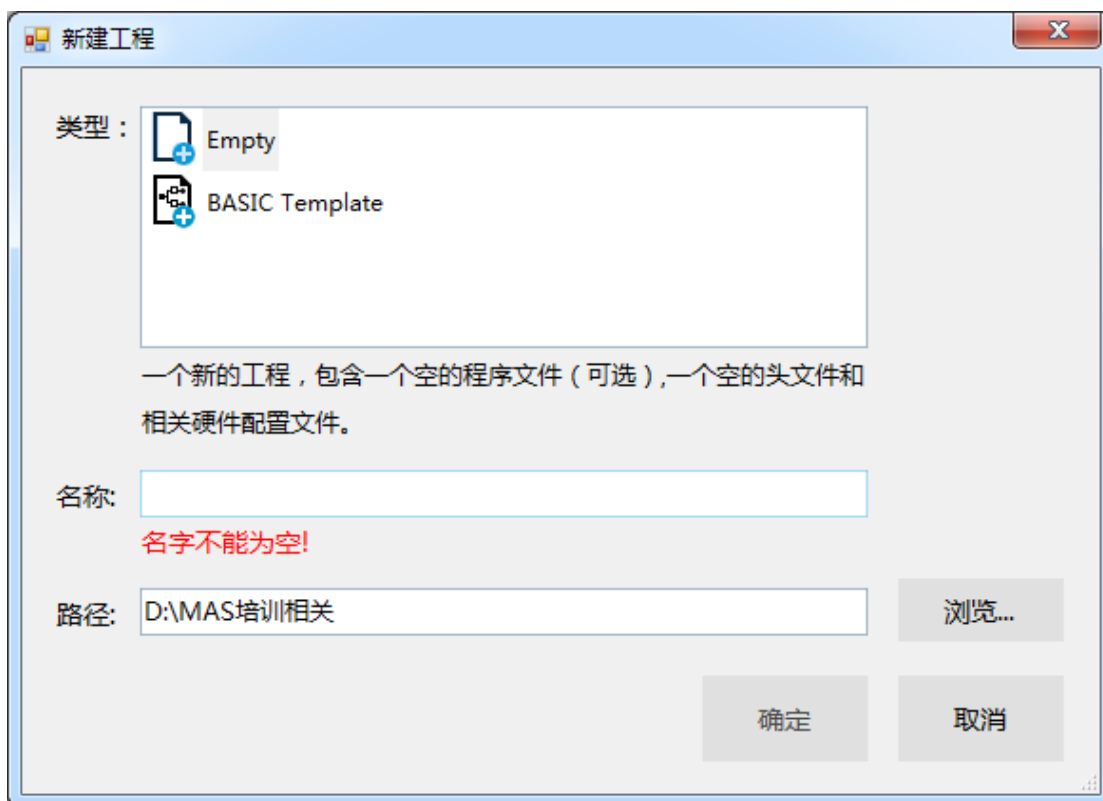 新建工程
类型：
Empty
BASIC Template
一个新的工程，包含一个空的程序文件（可选）,一个空的头文件和
相关硬件配置文件。
名称:
名字不能为空!
路径: D:\MAS培训相关 浏览...
确定 取消